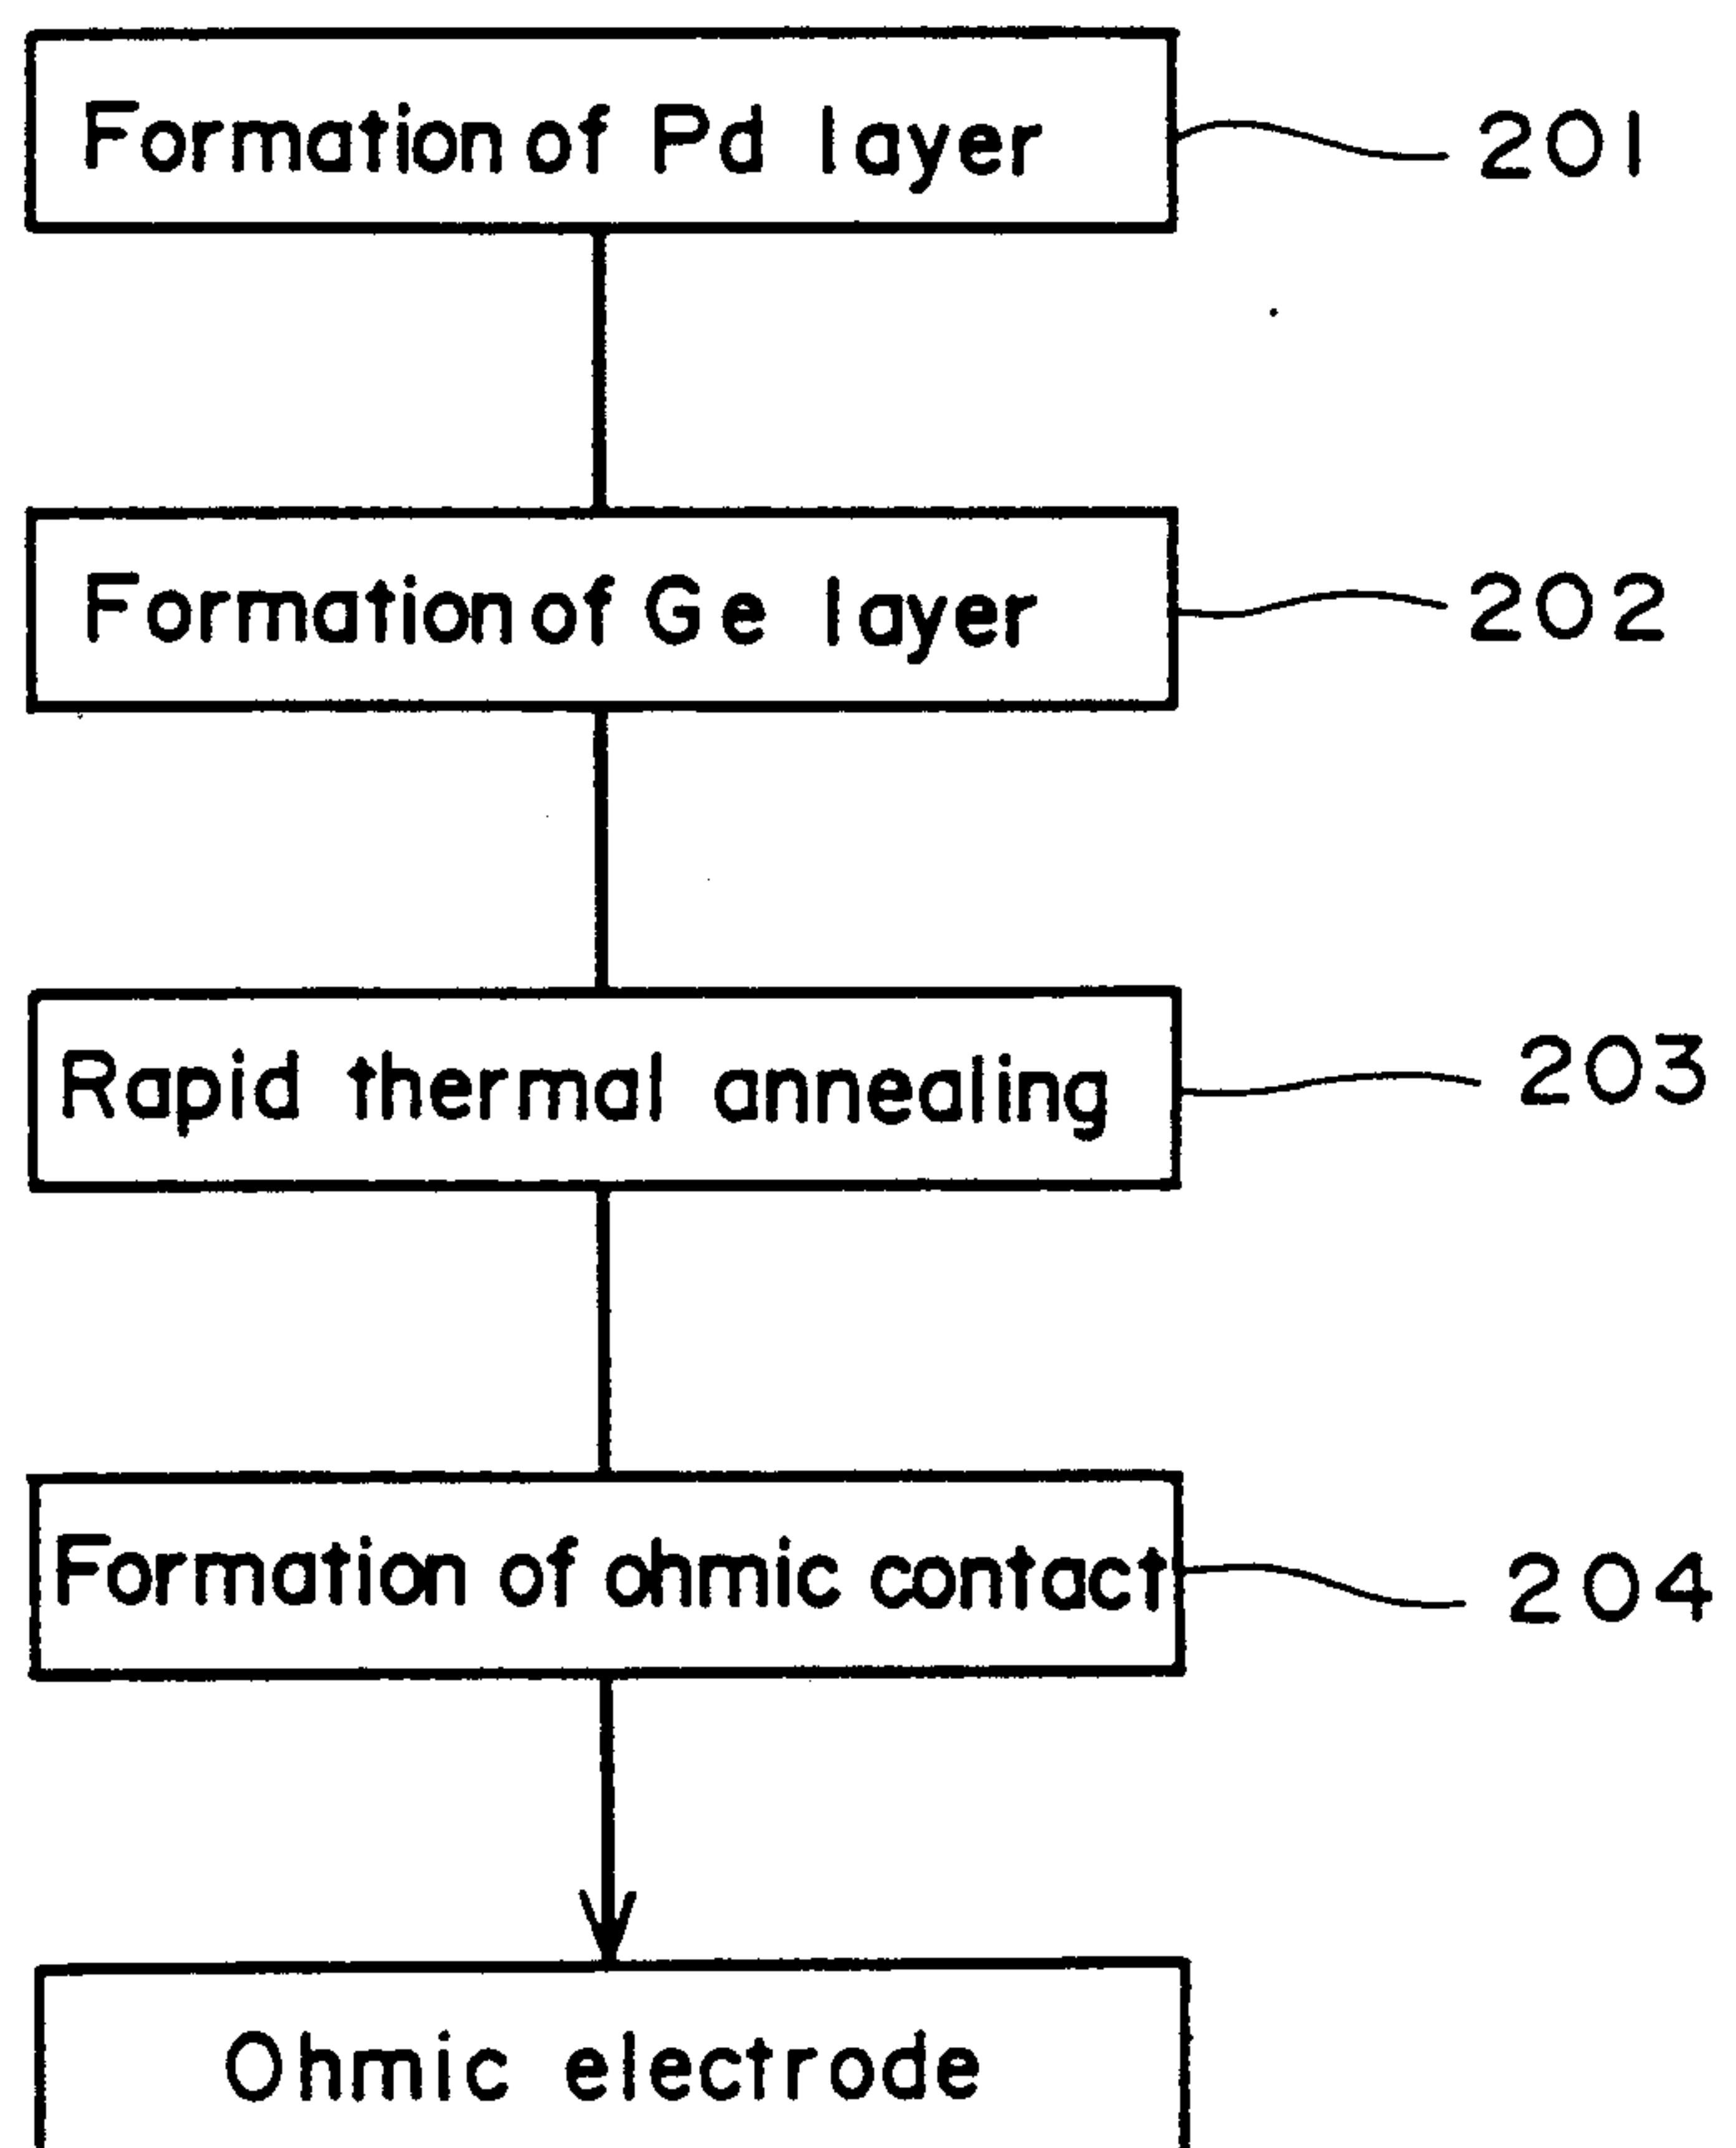 Formation of Pd layer 201
Formation of Ge layer 202
Rapid thermal annealing 203
Formation of ohmic contact 204
Ohmic electrode